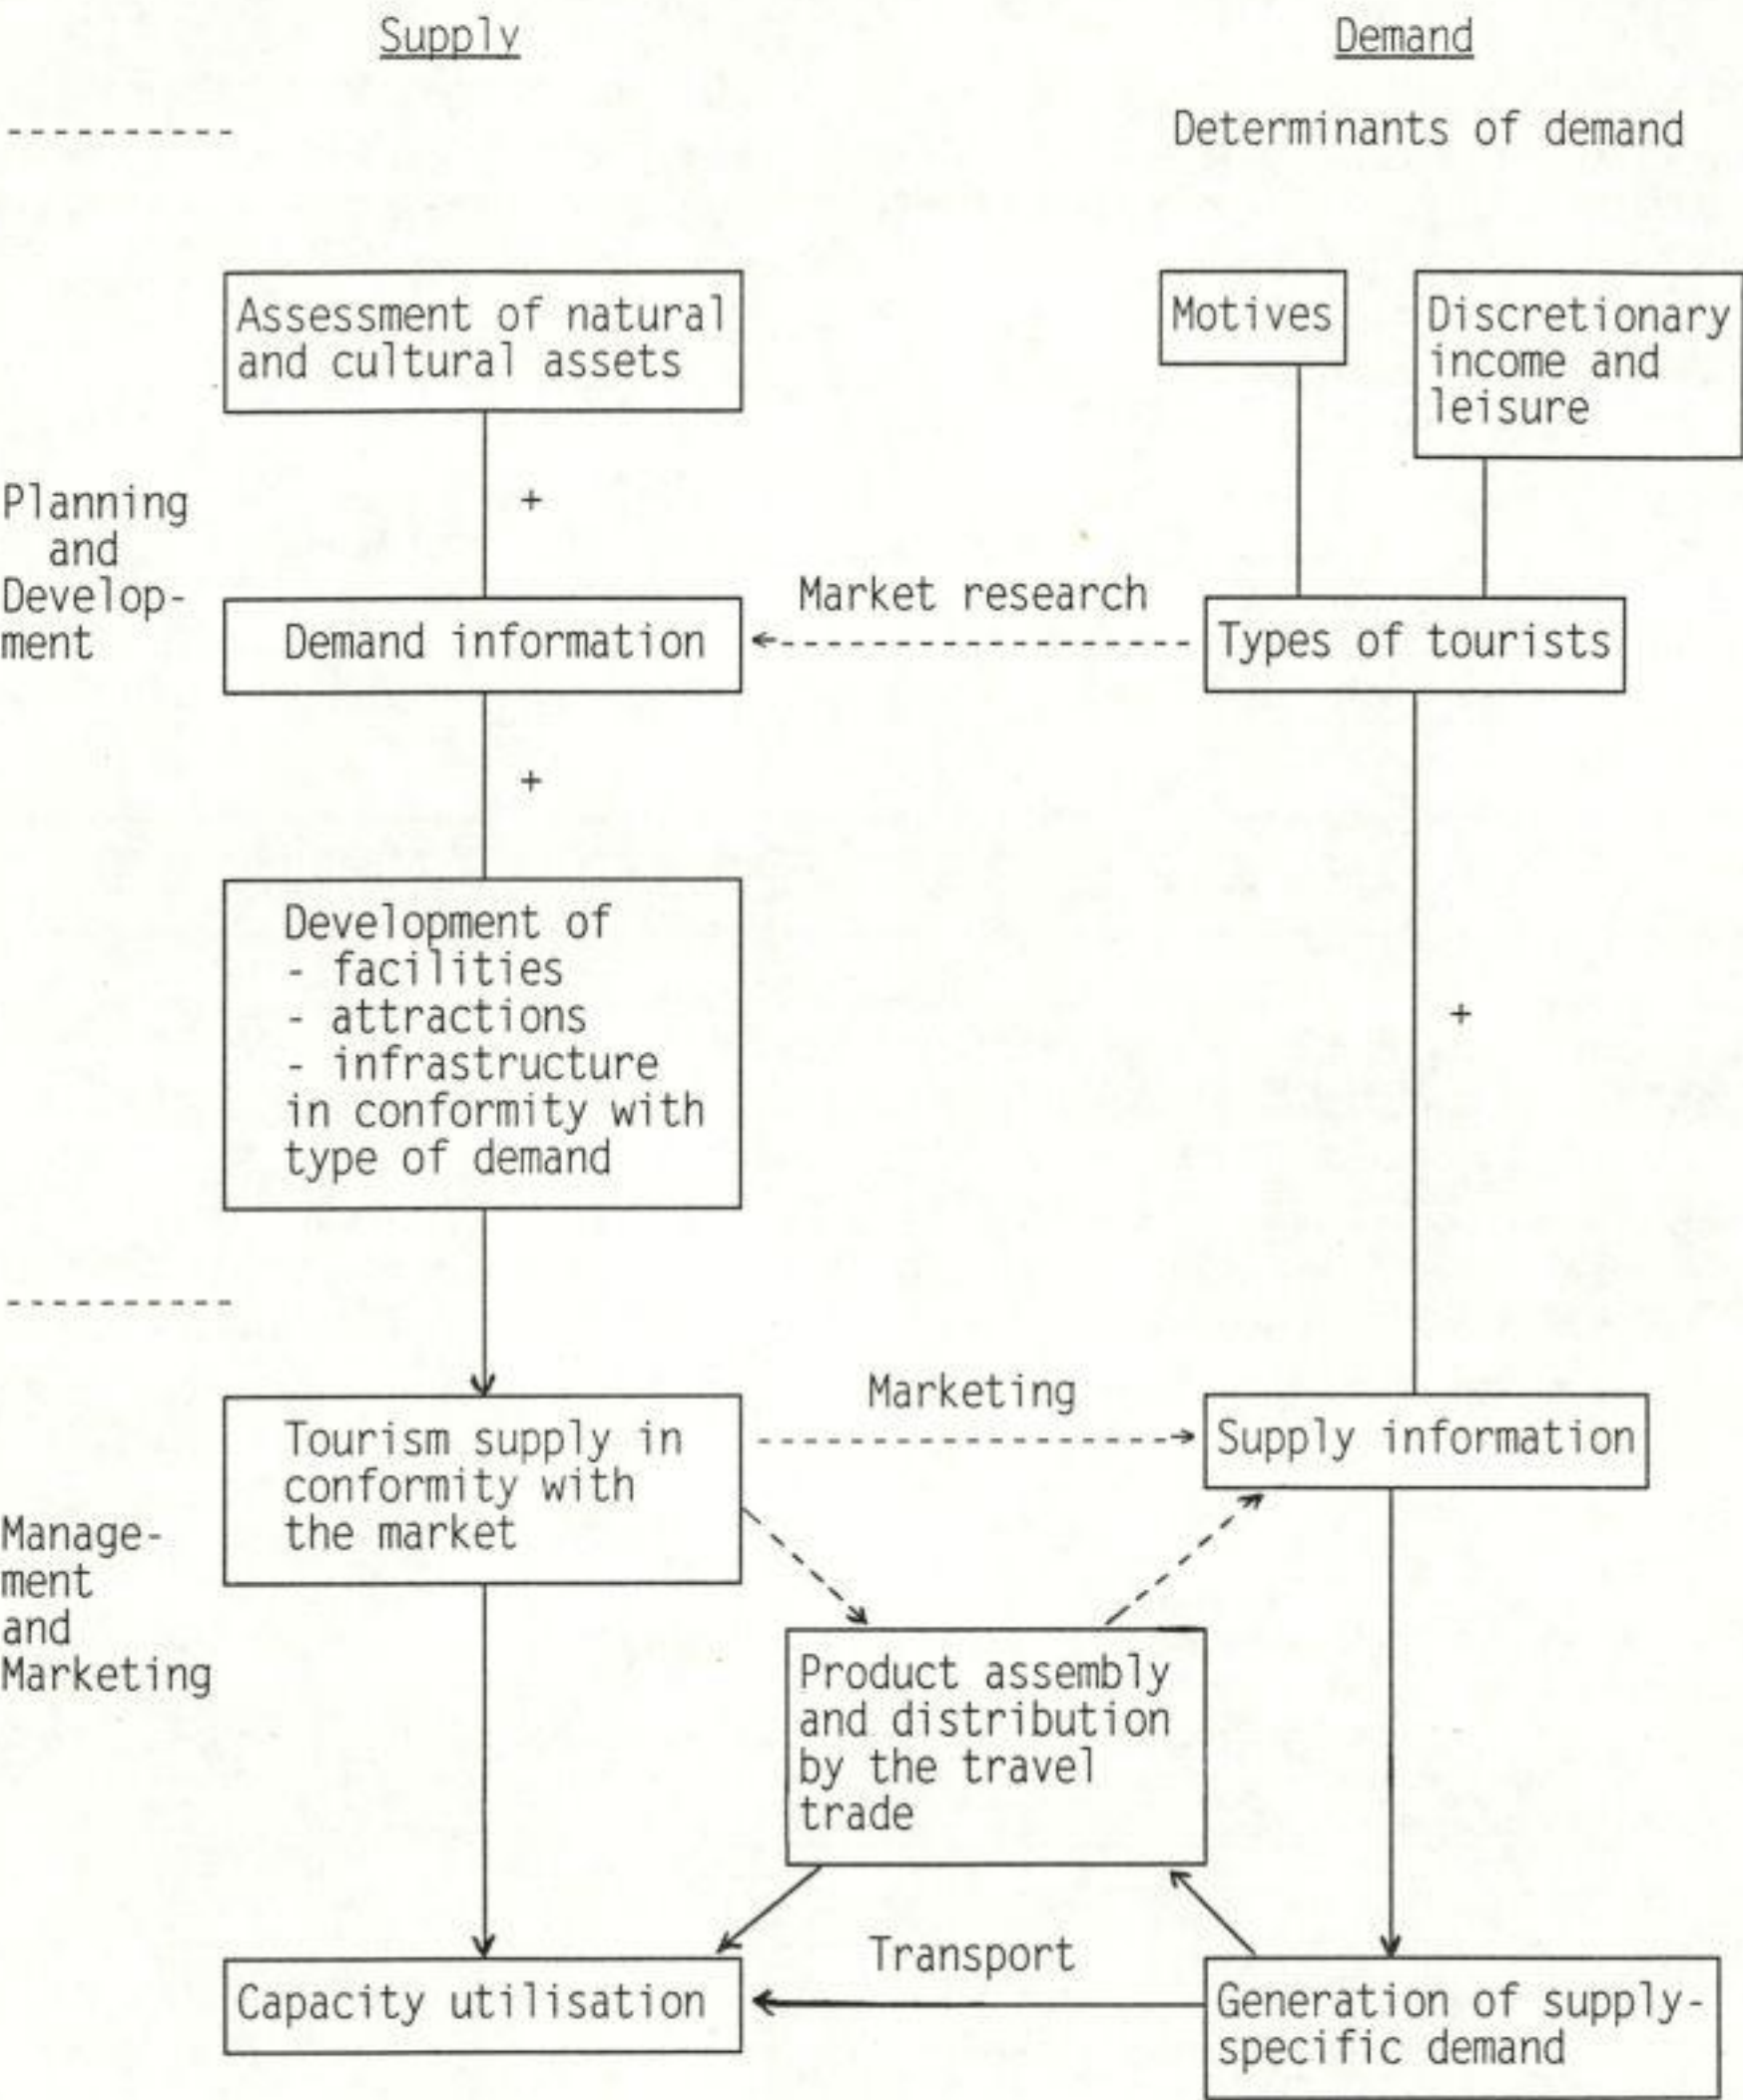 Supply
Demand
Determinants of demand
Assessment of natural
and cultural assets
Motives
Discretionary
income and
leisure
Planning
and
Develop-
ment
+
Market research
Demand information
Types of tourists
+
Development of
- facilities
- attractions
- infrastructure
in conformity with
type of demand
+
Marketing
Tourism supply in
conformity with
the market
Supply information
Manage-
ment
and
Marketing
Product assembly
and distribution
by the travel
trade
Transport
Capacity utilisation
Generation of supply-
specific demand